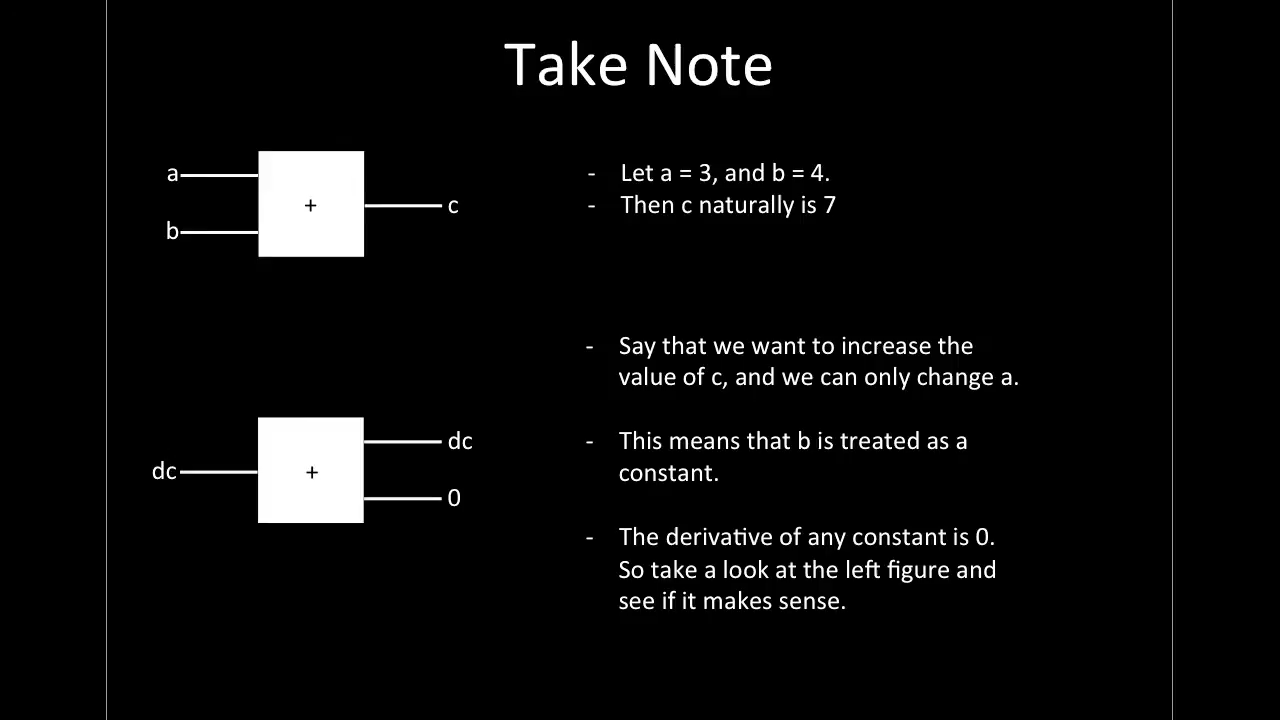 Take Note
a
b
+
c
- Let a = 3, and b = 4.
- Then c naturally is 7
- Say that we want to increase the
value of c, and we can only change a.
dc
+
dc
0
- This means that b is treated as a
constant.
- The derivative of any constant is 0.
So take a look at the left figure and
see if it makes sense.